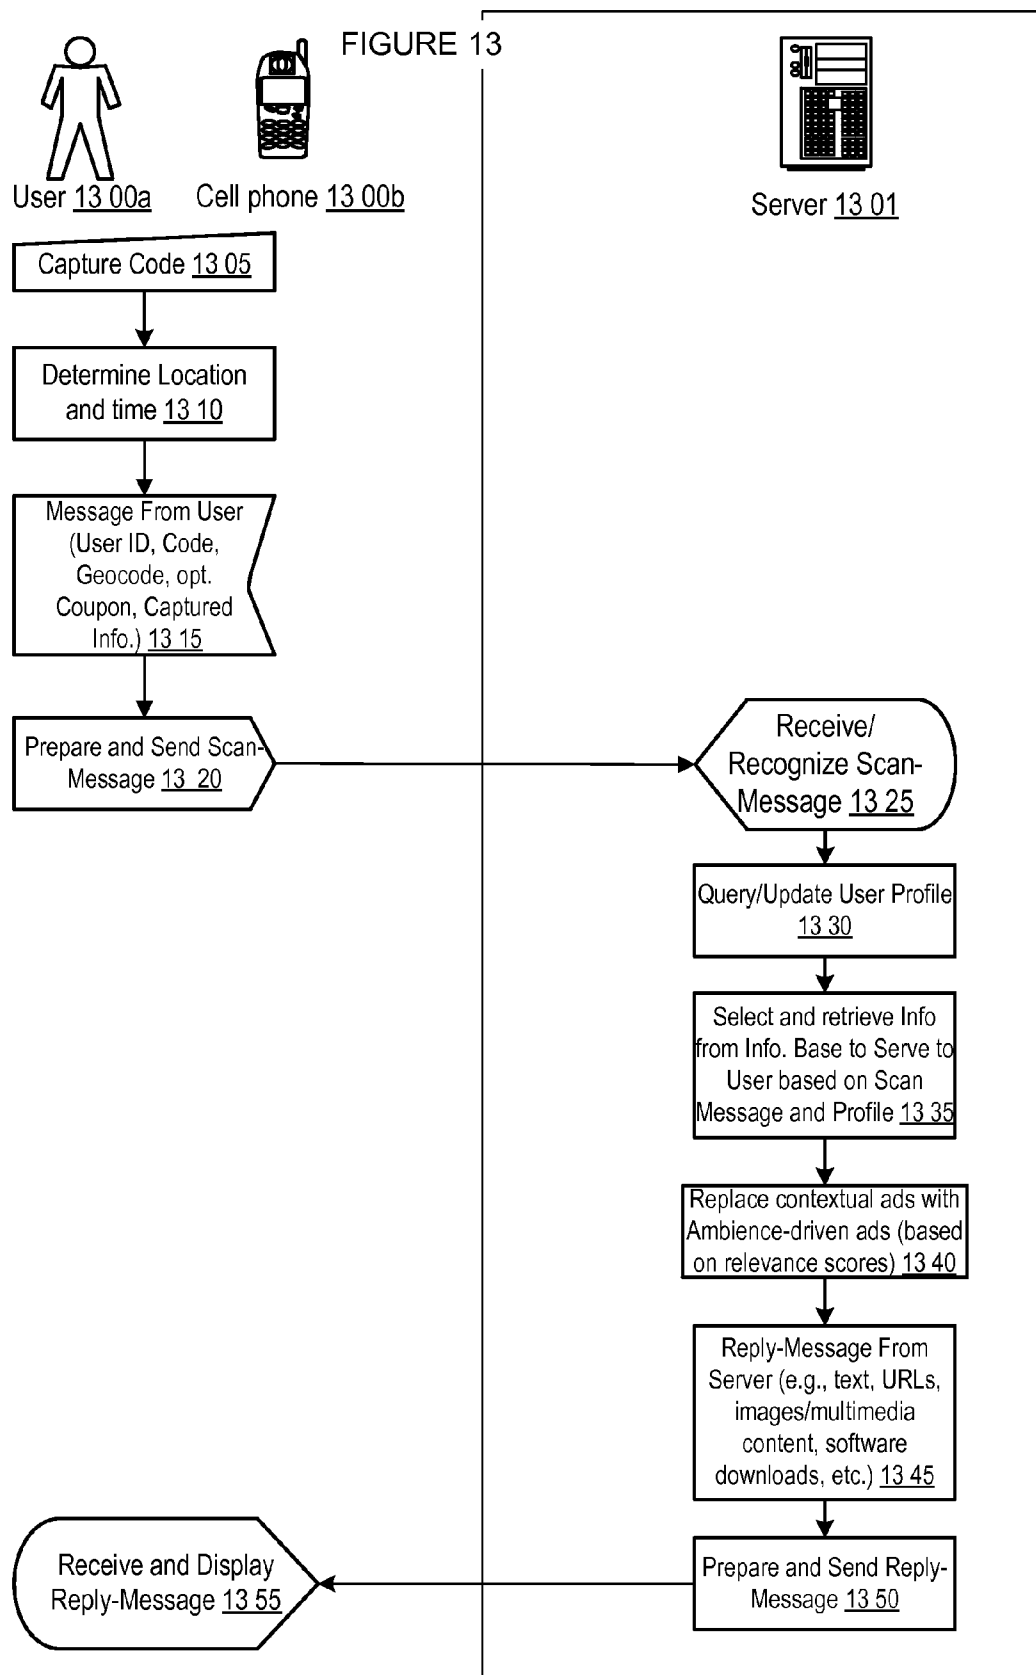 FIGURE 13
User 13 00a
Cell phone 13 00b
Server 13 01
Capture Code 13 05
Determine Location
and time 13 10
Message From User
(User ID, Code,
Geocode, opt.
Coupon, Captured
Info.) 13 15
Prepare and Send Scan-
Message 13 20
Receive/
Recognize Scan-
Message 13 25
Query/Update User Profile
13 30
Select and retrieve Info
from Info. Base to Serve to
User based on Scan
Message and Profile 13 35
Replace contextual ads with
Ambience-driven ads (based
on relevance scores) 13 40
Reply-Message From
Server (e.g., text, URLs,
images/multimedia
content, software
downloads, etc.) 13 45
Prepare and Send Reply-
Message 13 50
Receive and Display
Reply-Message 13 55